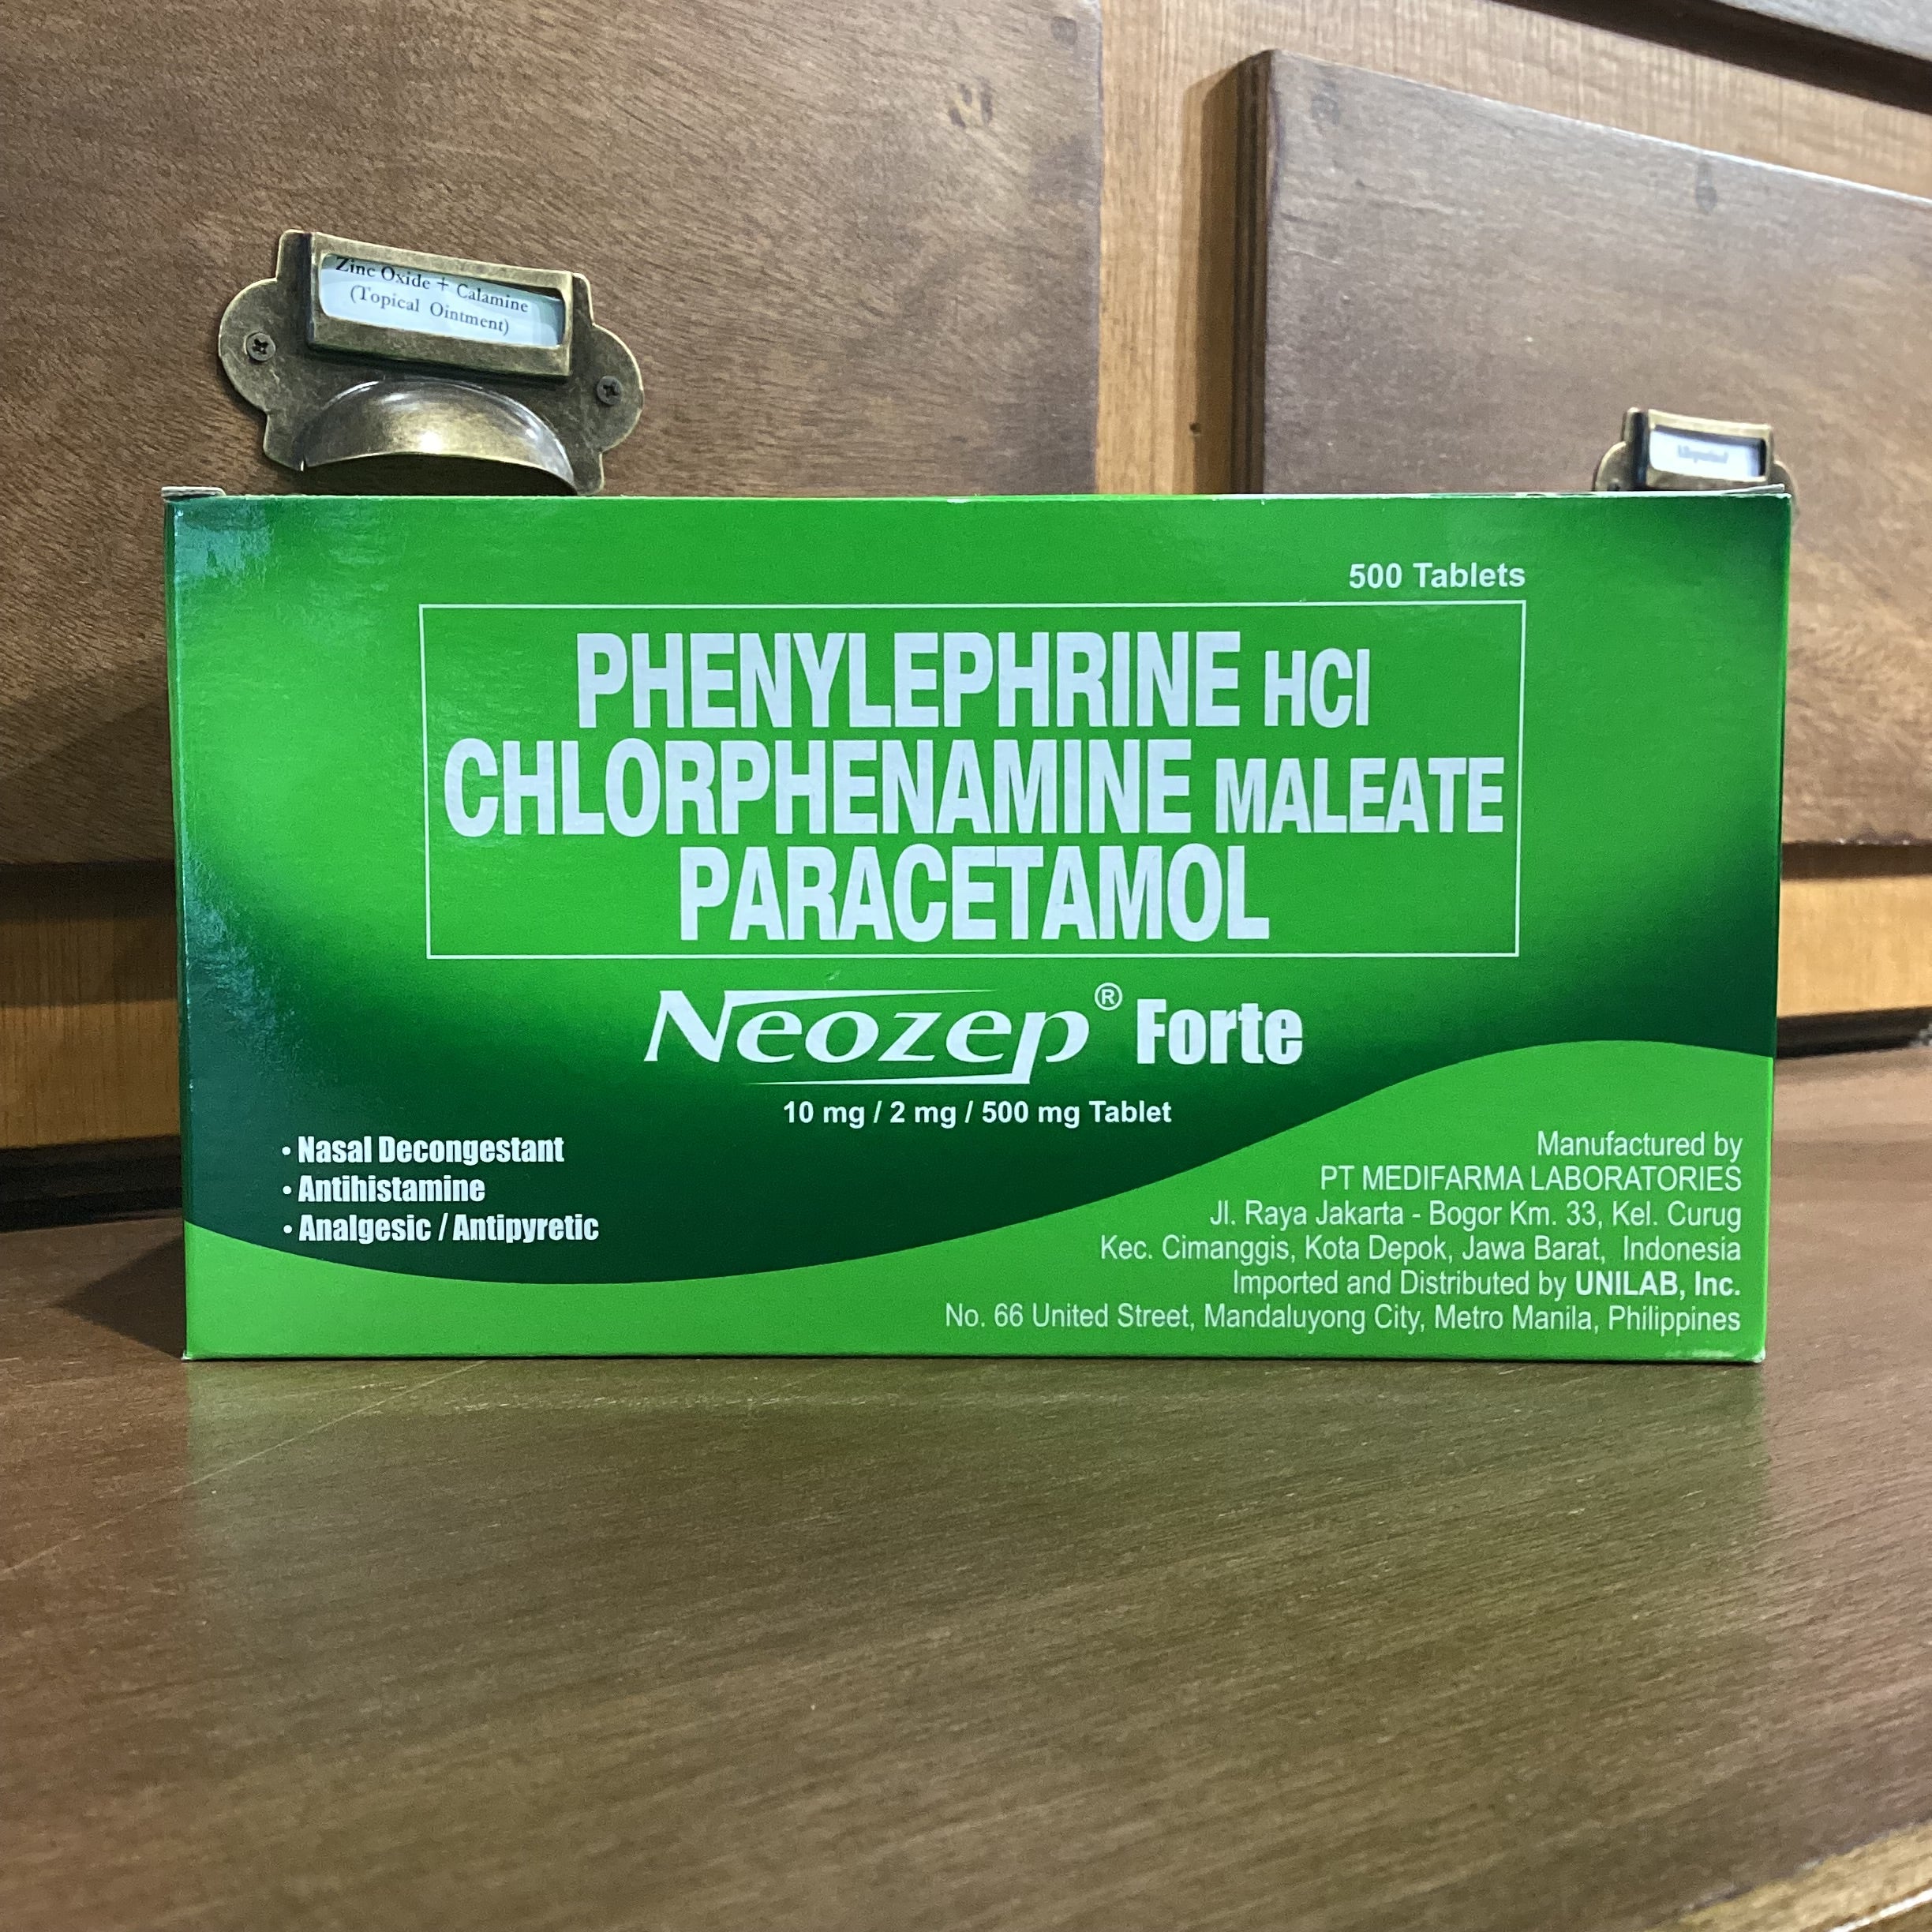 Zinc Oxide + Calamine
(Topical Ointment)
500 Tablets
PHENYLEPHRINE HCl
CHLORPHENAMINE MALEATE
PARACETAMOL
Neozep® Forte
10 mg / 2 mg / 500 mg Tablet
· Nasal Decongestant
· Antihistamine
· Analgesic / Antipyretic
Manufactured by
PT MEDIFARMA LABORATORIES
Jl. Raya Jakarta - Bogor Km. 33, Kel. Curug
Kec. Cimanggis, Kota Depok, Jawa Barat, Indonesia
Imported and Distributed by UNILAB, Inc.
No. 66 United Street, Mandaluyong City, Metro Manila, Philippines